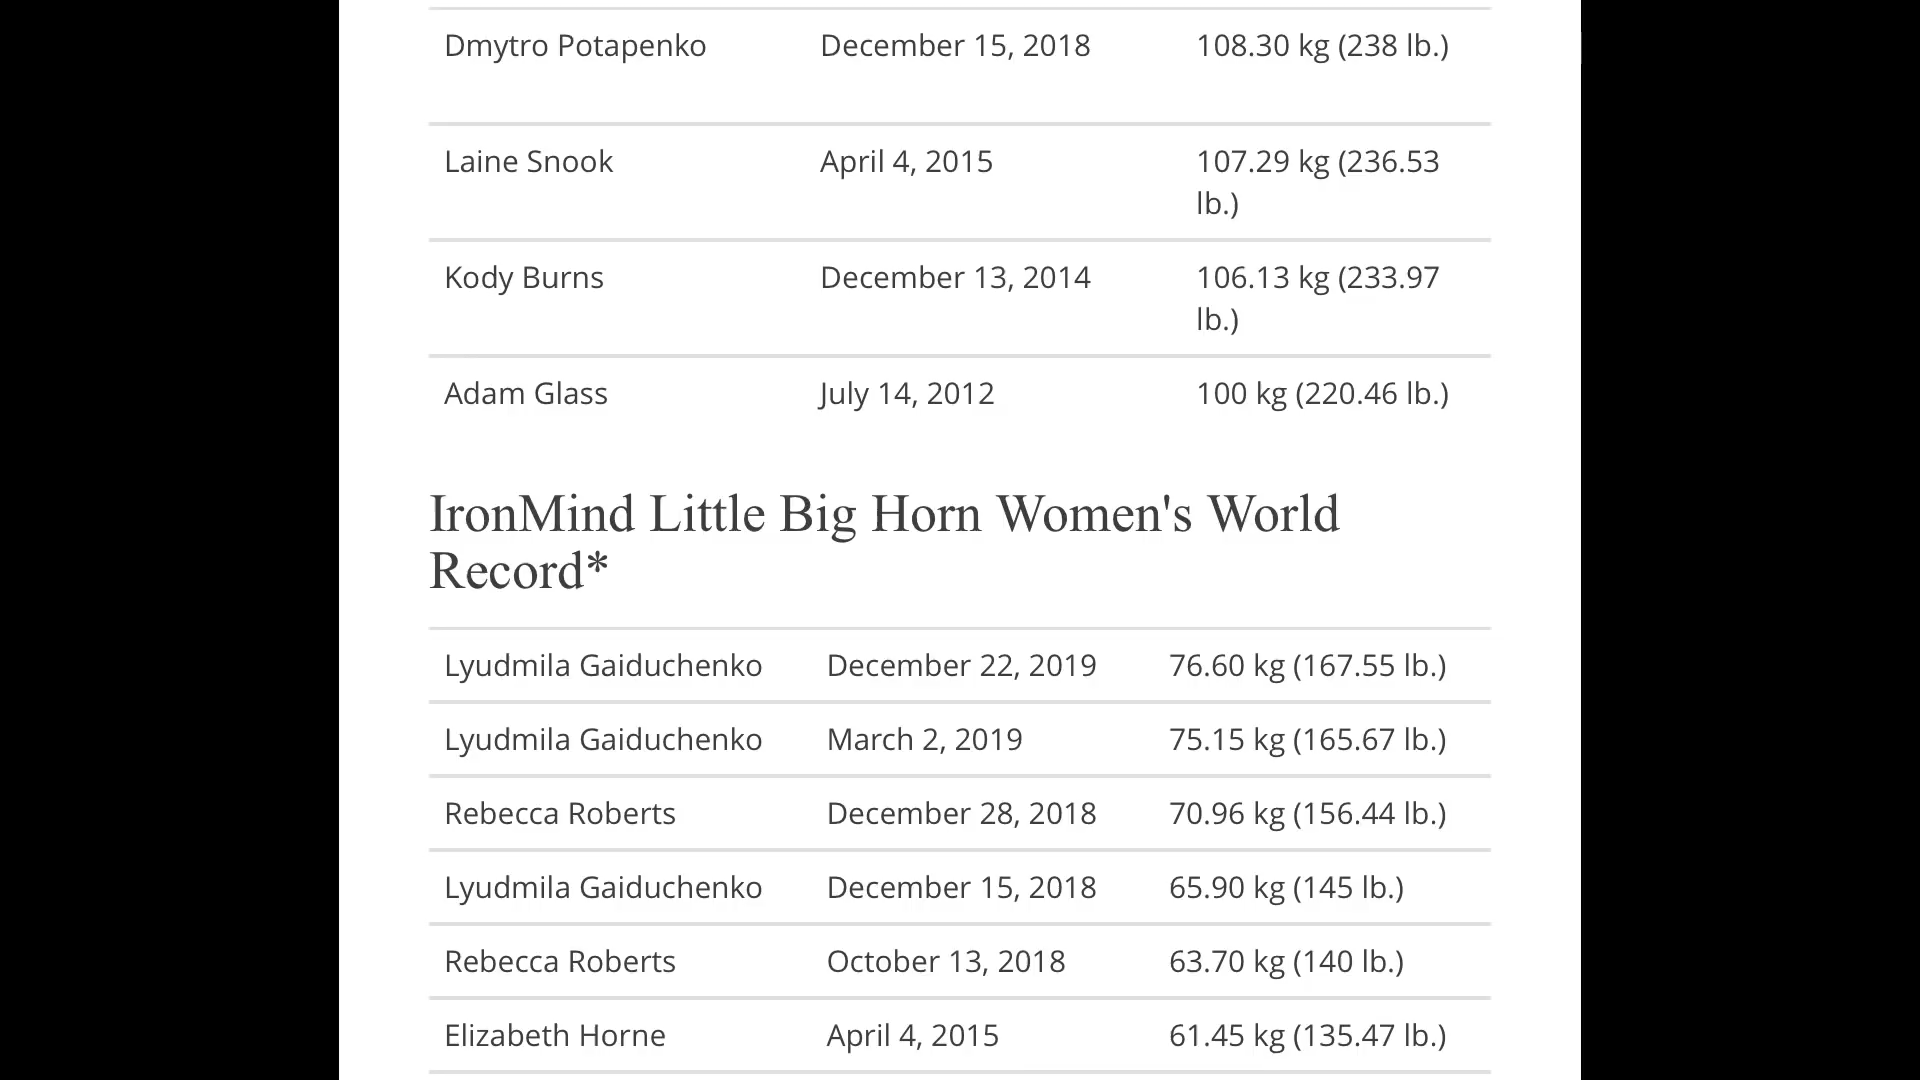 Dmytro Potapenko December 15, 2018 108.30 kg (238 lb.)
Laine Snook April 4, 2015 107.29 kg (236.53
lb.)
Kody Burns December 13, 2014 106.13 kg (233.97
lb.)
Adam Glass July 14, 2012 100 kg (220.46 lb.)
IronMind Little Big Horn Women's World
Record*
Lyudmila Gaiduchenko December 22, 2019 76.60 kg (167.55 lb.)
Lyudmila Gaiduchenko March 2, 2019 75.15 kg (165.67 lb.)
Rebecca Roberts December 28, 2018 70.96 kg (156.44 lb.)
Lyudmila Gaiduchenko December 15, 2018 65.90 kg (145 lb.)
Rebecca Roberts October 13, 2018 63.70 kg (140 lb.)
Elizabeth Horne April 4, 2015 61.45 kg (135.47 lb.)